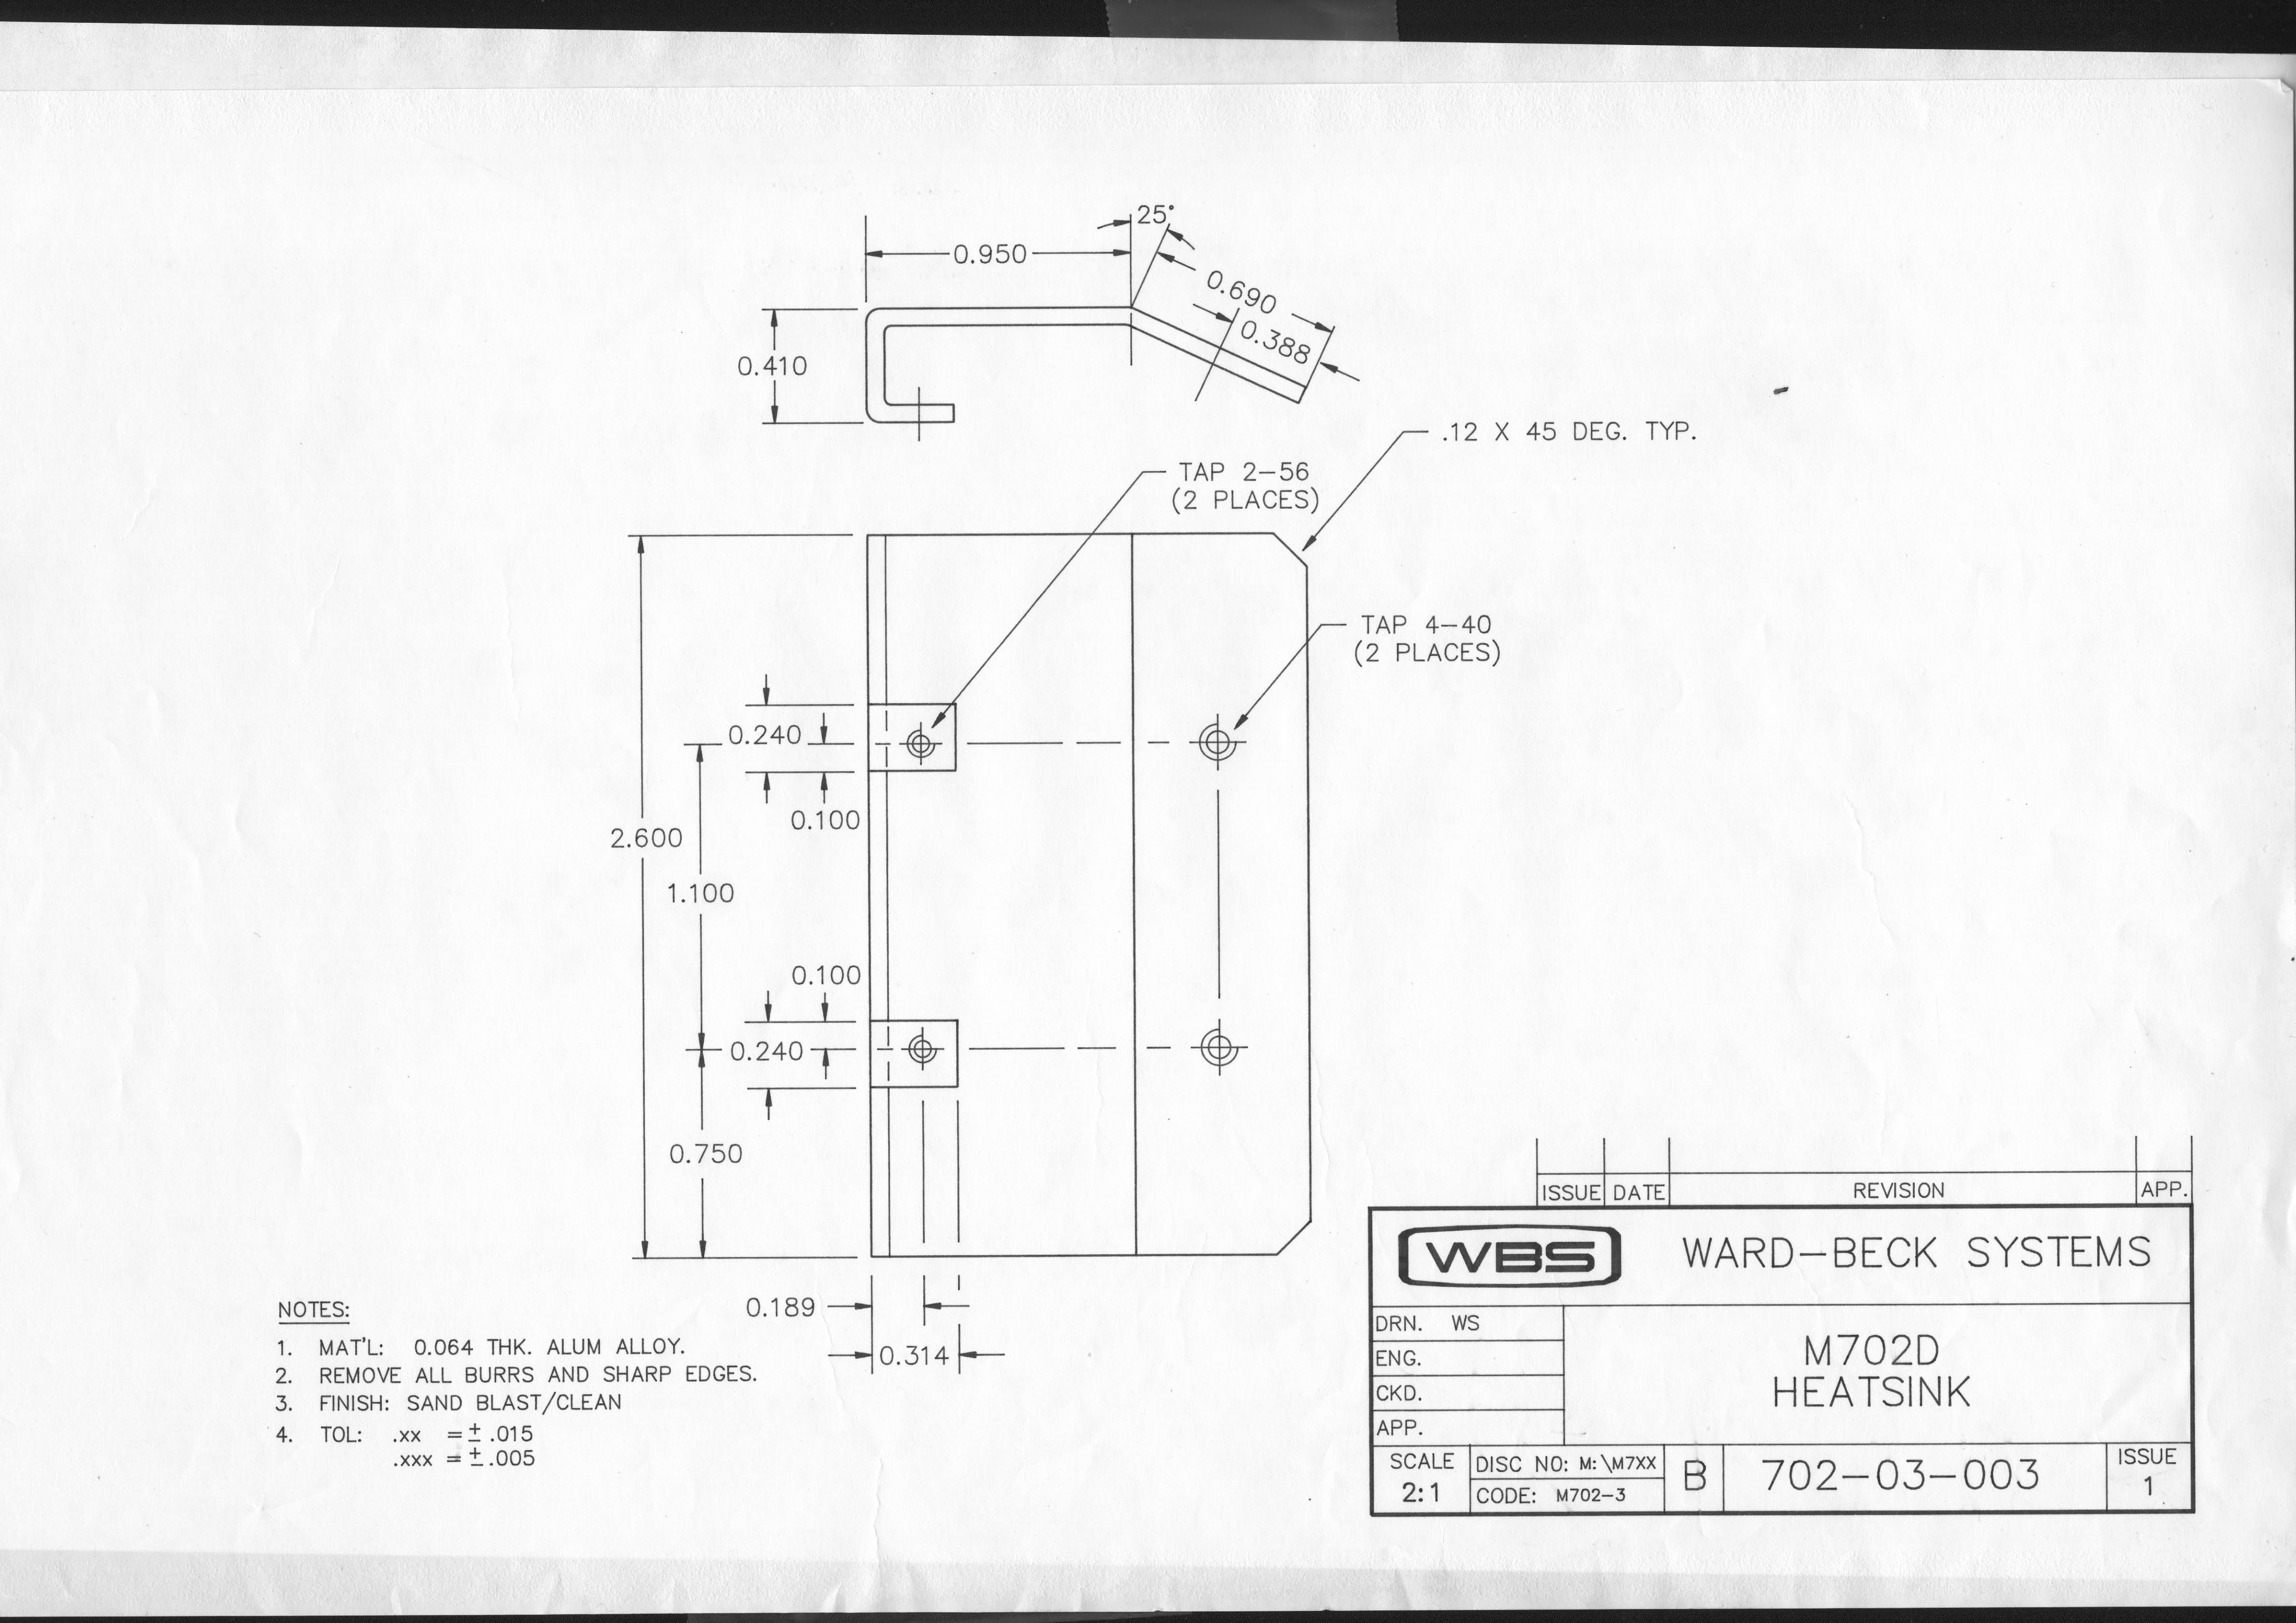 25°
0.950
0.690
0.388
0.410
.12 X 45 DEG. TYP.
TAP 2-56
(2 PLACES)
TAP 4-40
(2 PLACES)
0.240
0.100
2.600
1.100
0.100
0.240
0.750
0.189
0.314
NOTES:
1. MAT'L: 0.064 THK. ALUM ALLOY.
2. REMOVE ALL BURRS AND SHARP EDGES.
3. FINISH: SAND BLAST/CLEAN
4. TOL: .xx = ± .015
.xxx = ± .005
ISSUE DATE REVISION APP.
WBS WARD-BECK SYSTEMS
DRN. WS
ENG.
CKD.
APP.
M702D
HEATSINK
SCALE
2:1
DISC NO: M:\M7XX
CODE: M702-3
B
702-03-003
ISSUE
1